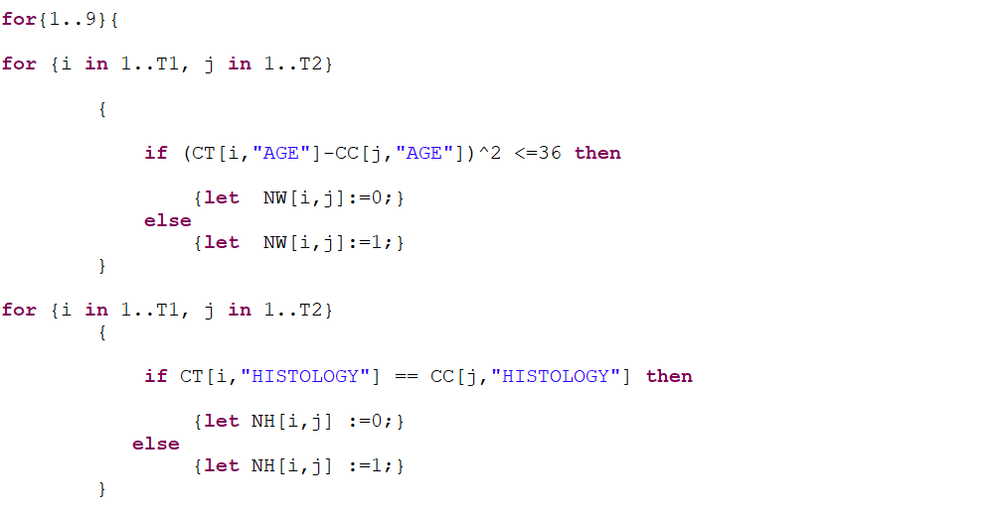 for{1..9}{
for {i in 1..T1, j in 1..T2}
{
if (CT[i,"AGE"]-CC[j,"AGE"])^2 <=36 then
{let  NW[i,j]:=0;}
else
{let  NW[i,j]:=1;}
}
for {i in 1..T1, j in 1..T2}
{
if CT[i,"HISTOLOGY"] == CC[j,"HISTOLOGY"] then
{let NH[i,j] :=0;}
else
{let NH[i,j] :=1;}
}